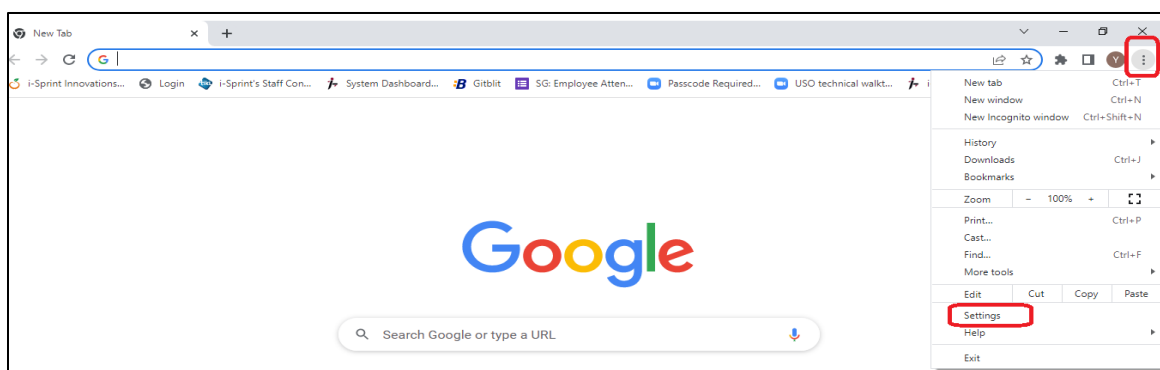 New Tab
G
i-Sprint Innovations... Login i-Sprint's Staff Con... System Dashboard... Gitblit SG: Employee Atten... Passcode Required... USO technical walkt... i
Y
New tab Ctrl+T
New window Ctrl+N
New Incognito window Ctrl+Shift+N
History
Downloads Ctrl+J
Bookmarks
Zoom - 100% +
Print... Ctrl+P
Cast...
Find... Ctrl+F
More tools
Edit Cut Copy Paste
Settings
Help
Exit
Google
Search Google or type a URL